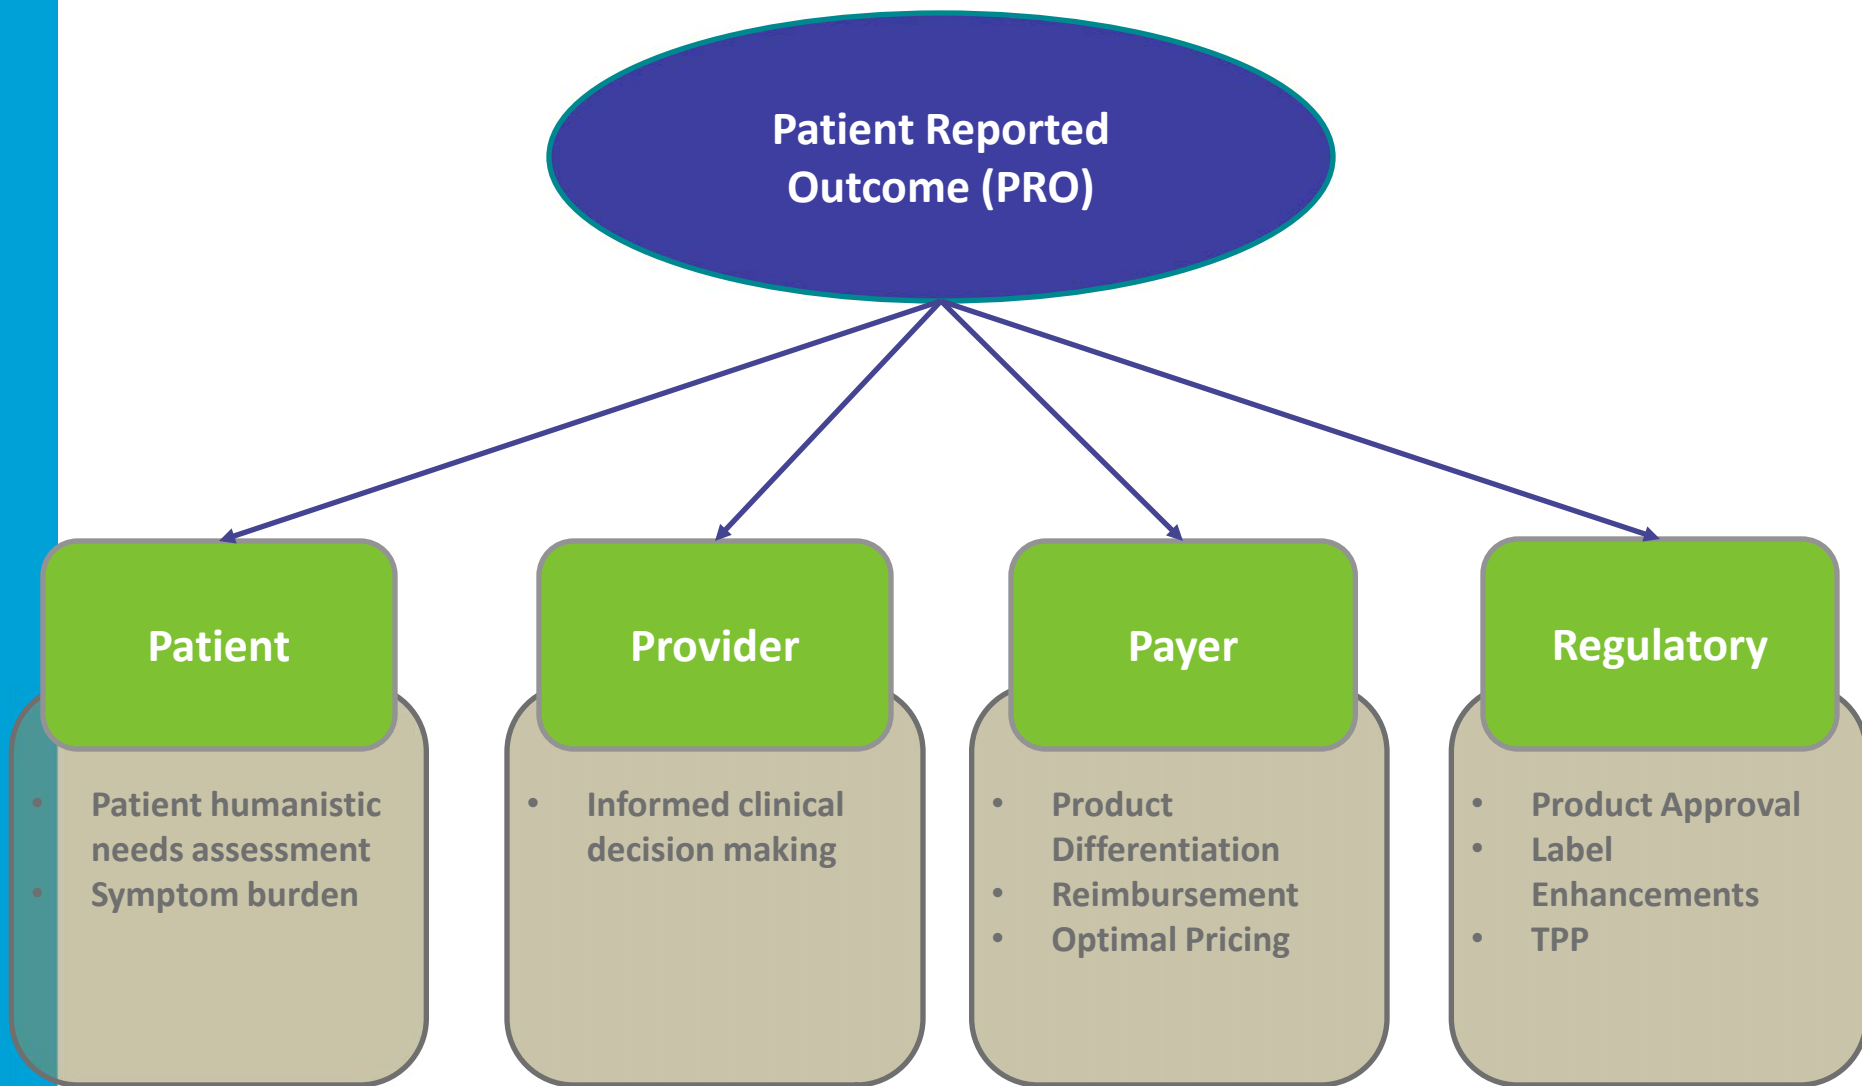 Patient Reported
Outcome (PRO)
Patient
• Patient humanistic
needs assessment
• Symptom burden
Provider
• Informed clinical
decision making
Payer
• Product
Differentiation
• Reimbursement
• Optimal Pricing
Regulatory
• Product Approval
• Label
Enhancements
• TPP